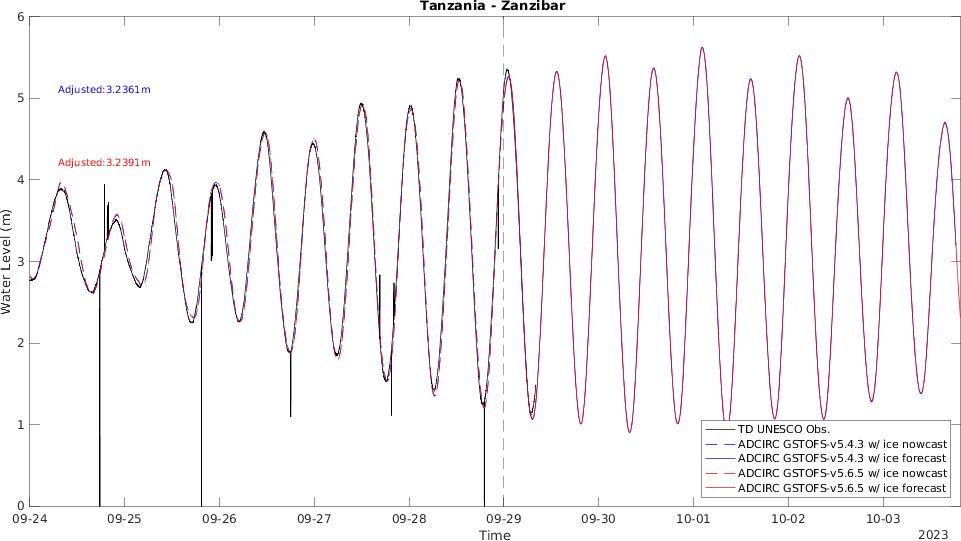 Tanzania - Zanzibar
6
5
4
3
2
1
0
Water Level (m)
Adjusted:3.2361m
Adjusted:3.2391m
TD UNESCO Obs.
ADCIRC GSTOFS-v5.4.3 w/ ice nowcast
ADCIRC GSTOFS-v5.4.3 w/ ice forecast
ADCIRC GSTOFS-v5.6.5 w/ ice nowcast
ADCIRC GSTOFS-v5.6.5 w/ ice forecast
09-24 09-25 09-26 09-27 09-28 09-29 09-30 10-01 10-02 10-03
Time
2023